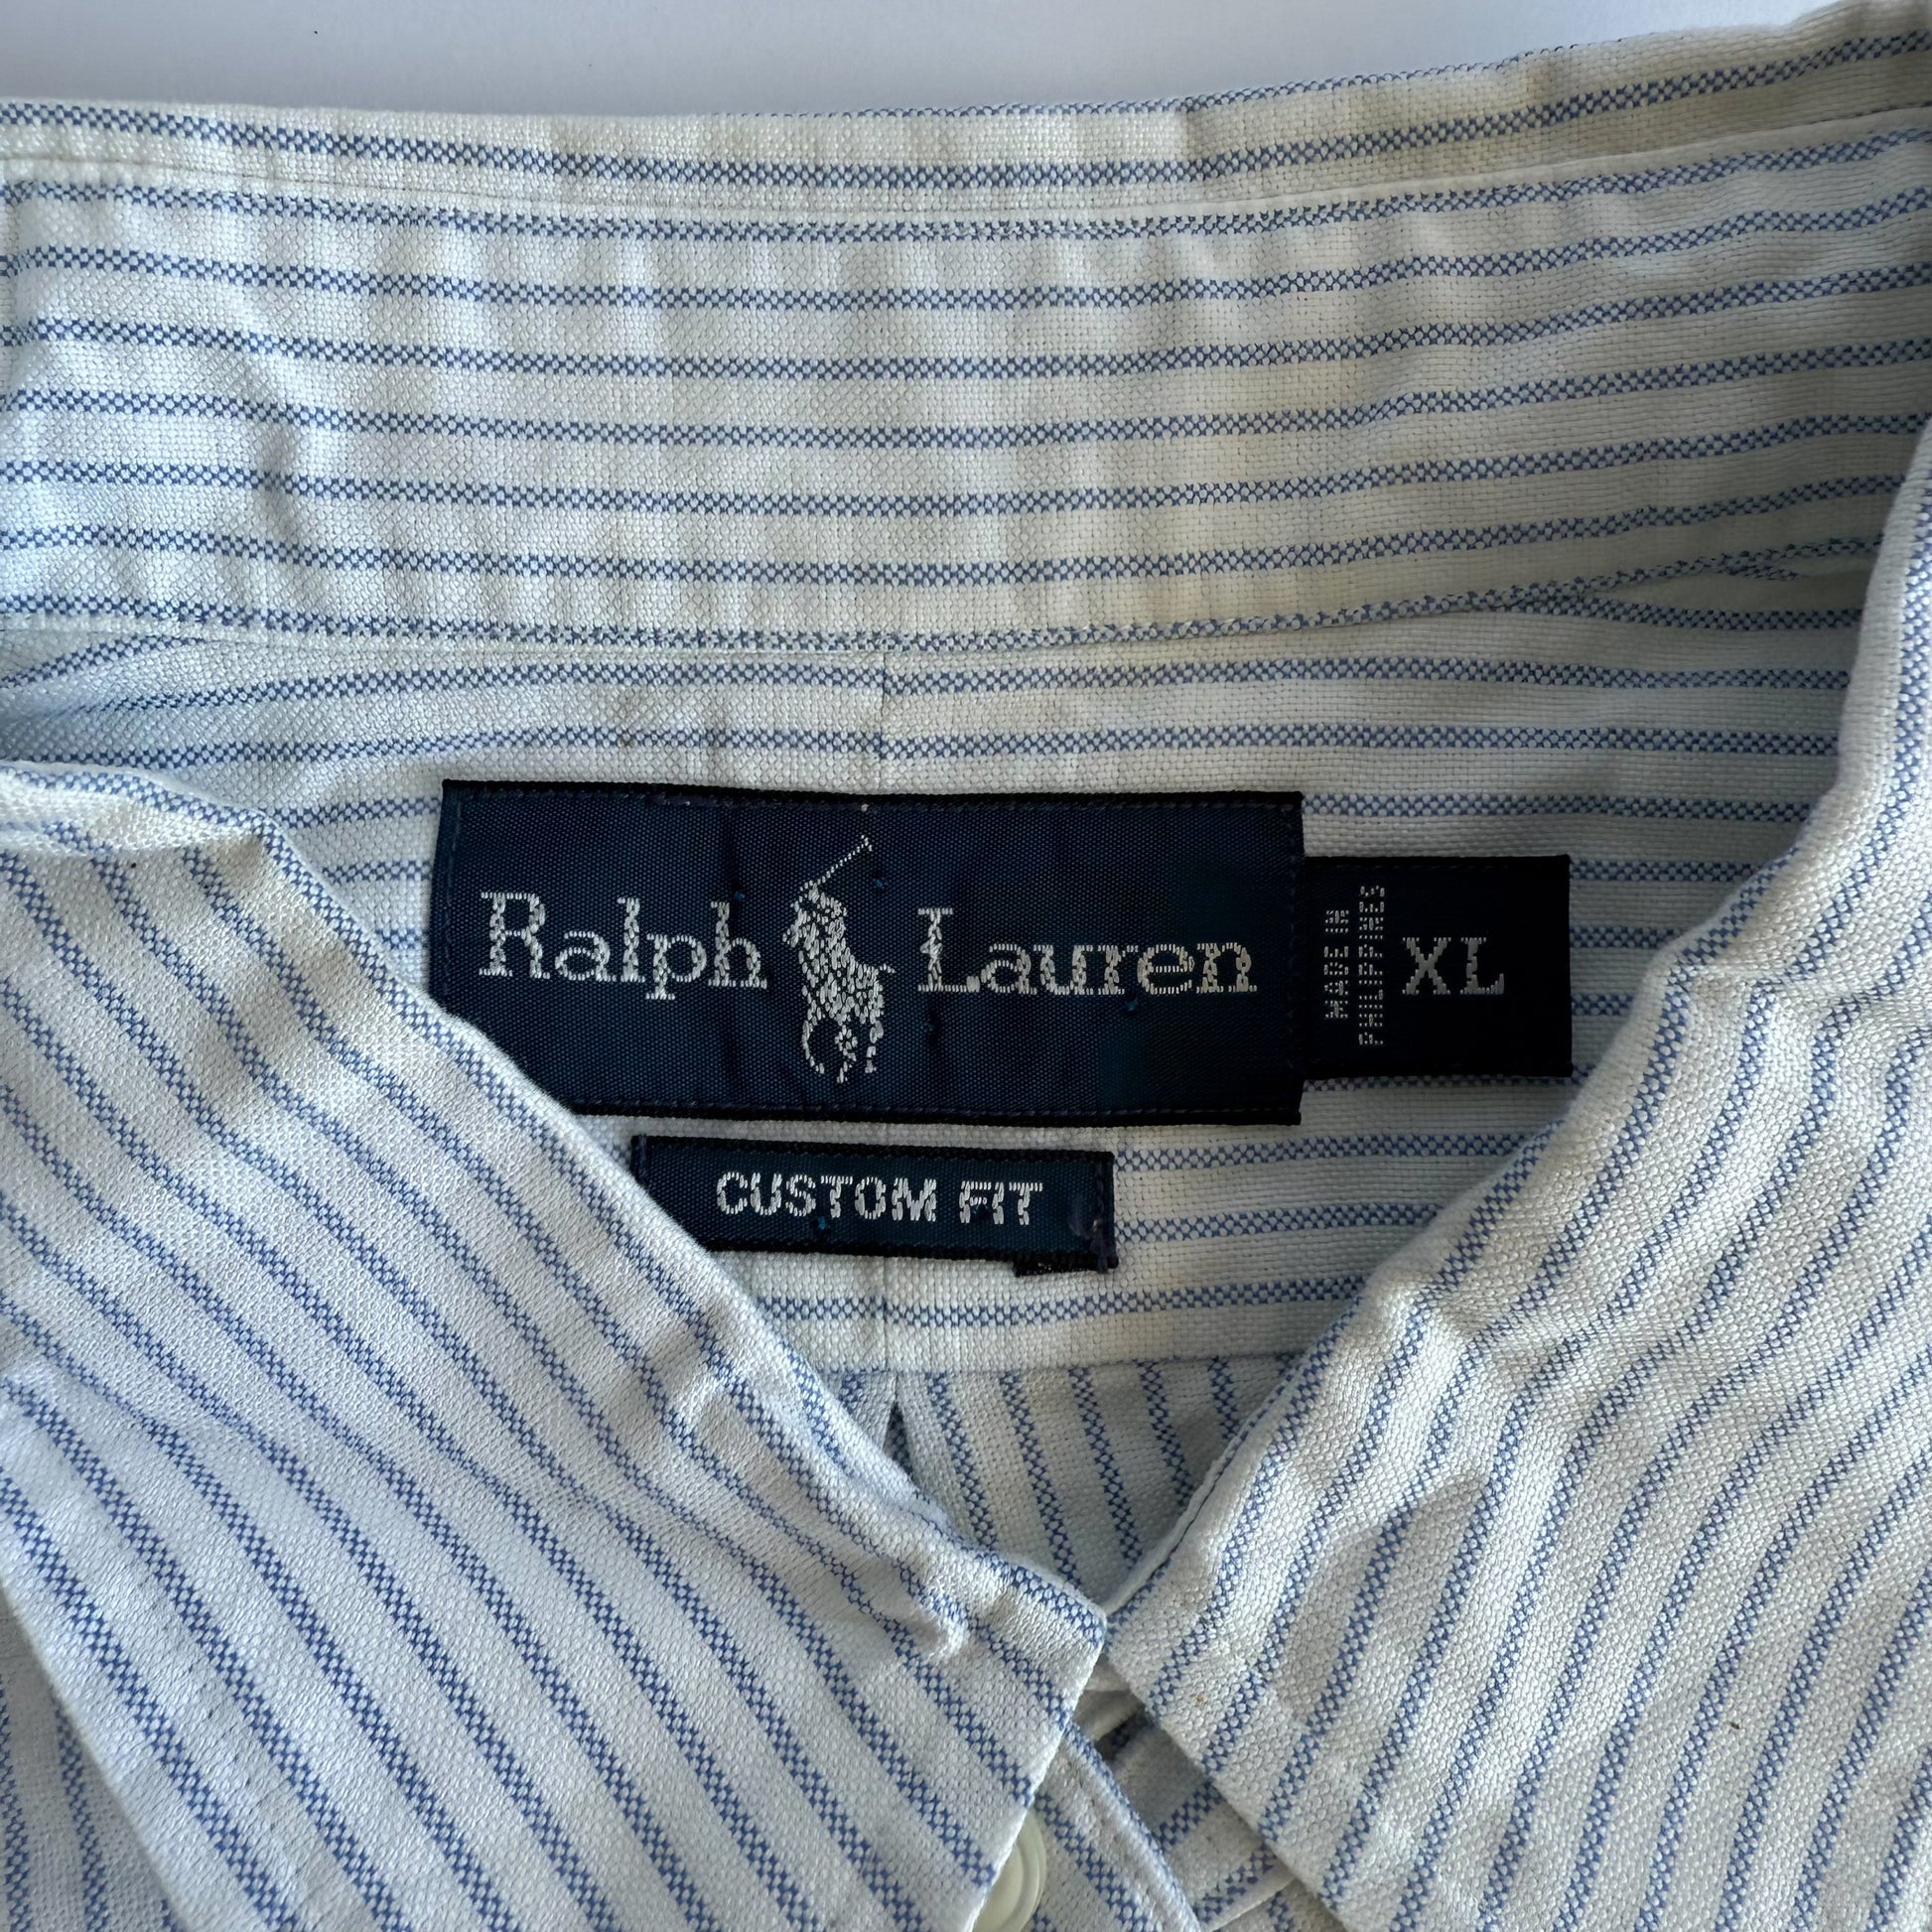 Ralph Lauren
MADE IN
PHILIPPINES
XL
CUSTOM FIT